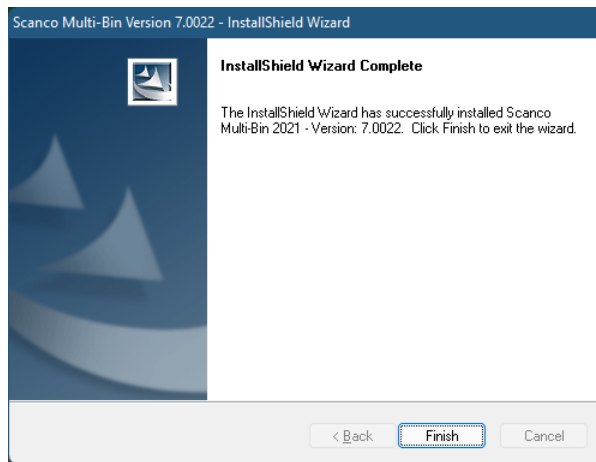 Scanco Multi-Bin Version 7.0022 - InstallShield Wizard
InstallShield Wizard Complete
The InstallShield Wizard has successfully installed Scanco
Multi-Bin 2021 - Version: 7.0022. Click Finish to exit the wizard.
< Back
Finish
Cancel